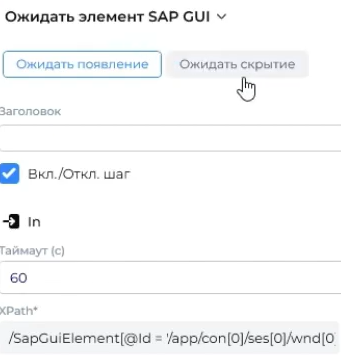 Ожидать элемент SAP GUI
Ожидать появление Ожидать скрытие
Заголовок
Вкл./Откл. шаг
In
Таймаут (с)
60
XPath*
/SapGuiElement[@Id = '/app/con[0]/ses[0]/wnd[0]